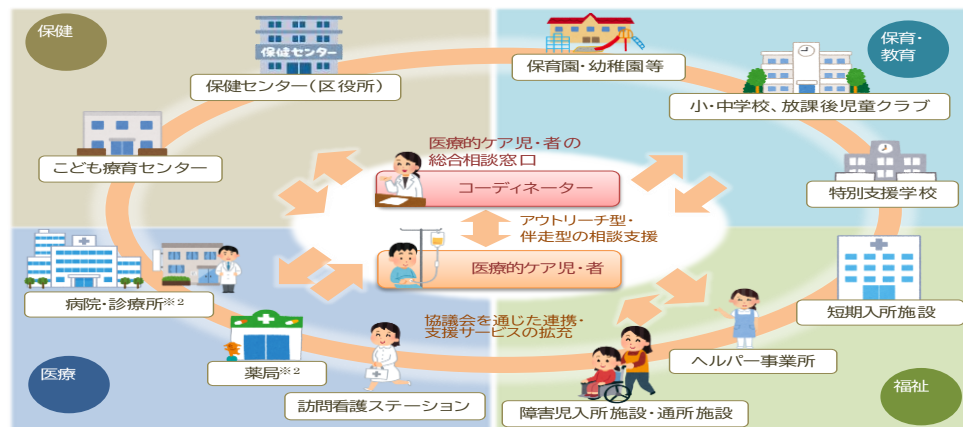 保健
保健センター
保健センター(区役所)
こども療育センター
保育・
教育
保育園・幼稚園等
小・中学校、放課後児童クラブ
特別支援学校
医療的ケア児・者の
総合相談窓口
コーディネーター
アウトリーチ型・
伴走型の相談支援
医療的ケア児・者
協議会を通じた連携・
支援サービスの拡充
病院・診療所※2
薬局※2
訪問看護ステーション
医療
短期入所施設
ヘルパー事業所
障害児入所施設・通所施設
福祉